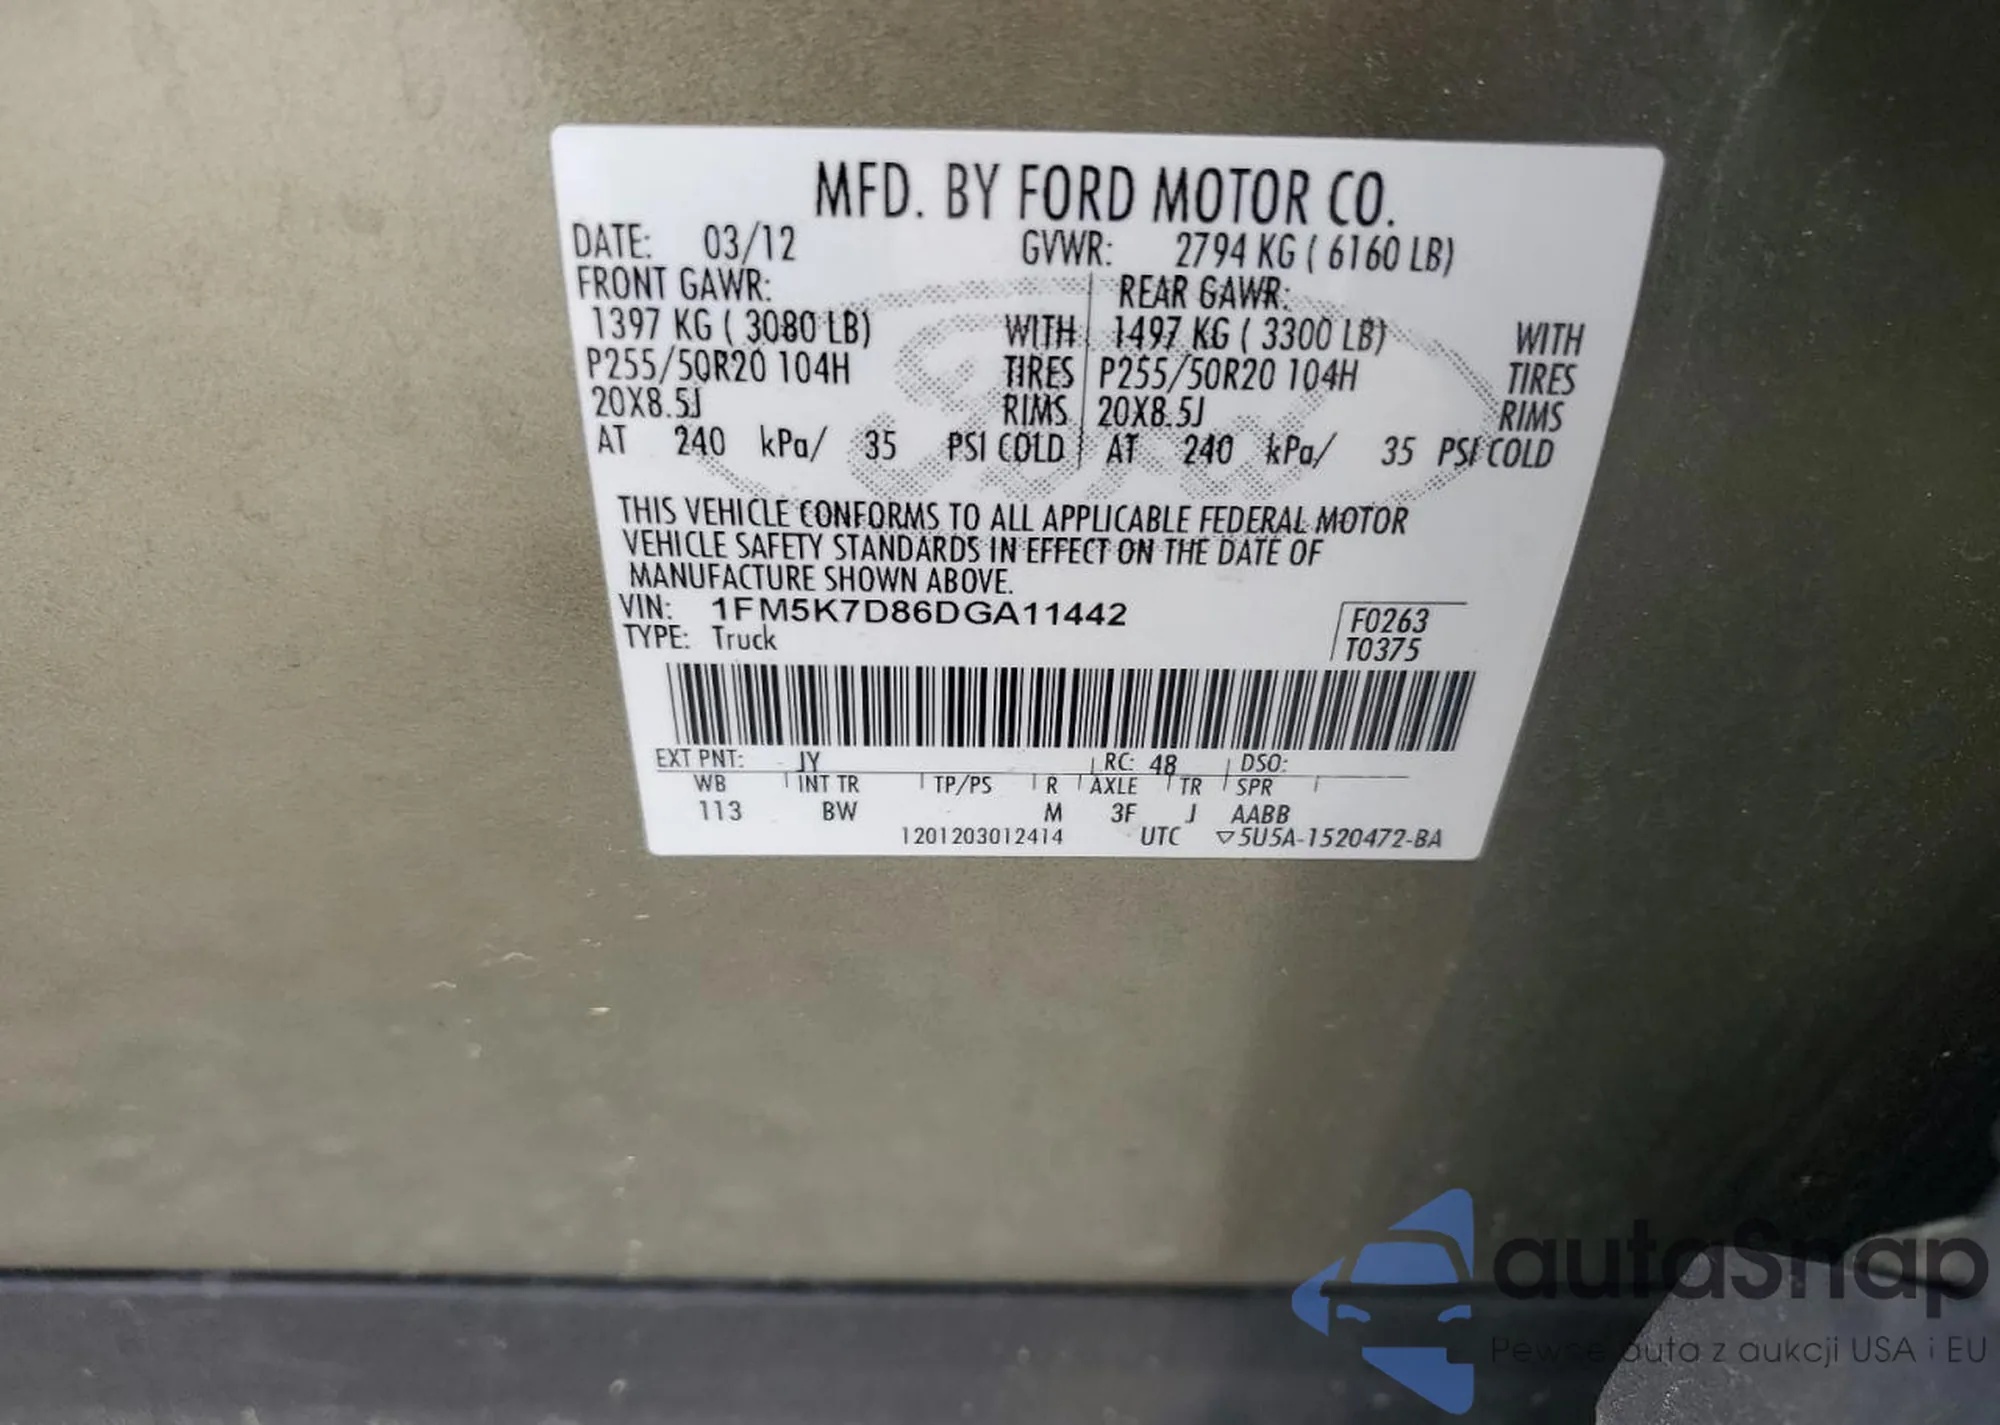 MFD. BY FORD MOTOR CO.
DATE: 03/12 GVWR: 2794 KG ( 6160 LB)
FRONT GAWR: REAR GAWR:
1397 KG ( 3080 LB) WITH 1497 KG ( 3300 LB) WITH
P255/50R20 104H TIRES P255/50R20 104H TIRES
20X8.5J RIMS 20X8.5J RIMS
AT 240 kPa/ 35 PSI COLD AT 240 kPa/ 35 PSI COLD
THIS VEHICLE CONFORMS TO ALL APPLICABLE FEDERAL MOTOR
VEHICLE SAFETY STANDARDS IN EFFECT ON THE DATE OF
MANUFACTURE SHOWN ABOVE.
VIN: 1FM5K7D86DGA11442 F0263
TYPE: Truck T0375
EXT PNT: JY RC: 48 DSO:
WB INT TR TP/PS R AXLE TR SPR
113 BW M 3F J AABB
1201203012414 UTC ▽5U5A-1520472-BA
autaSnap
Pewne auta z aukcji USA i EU